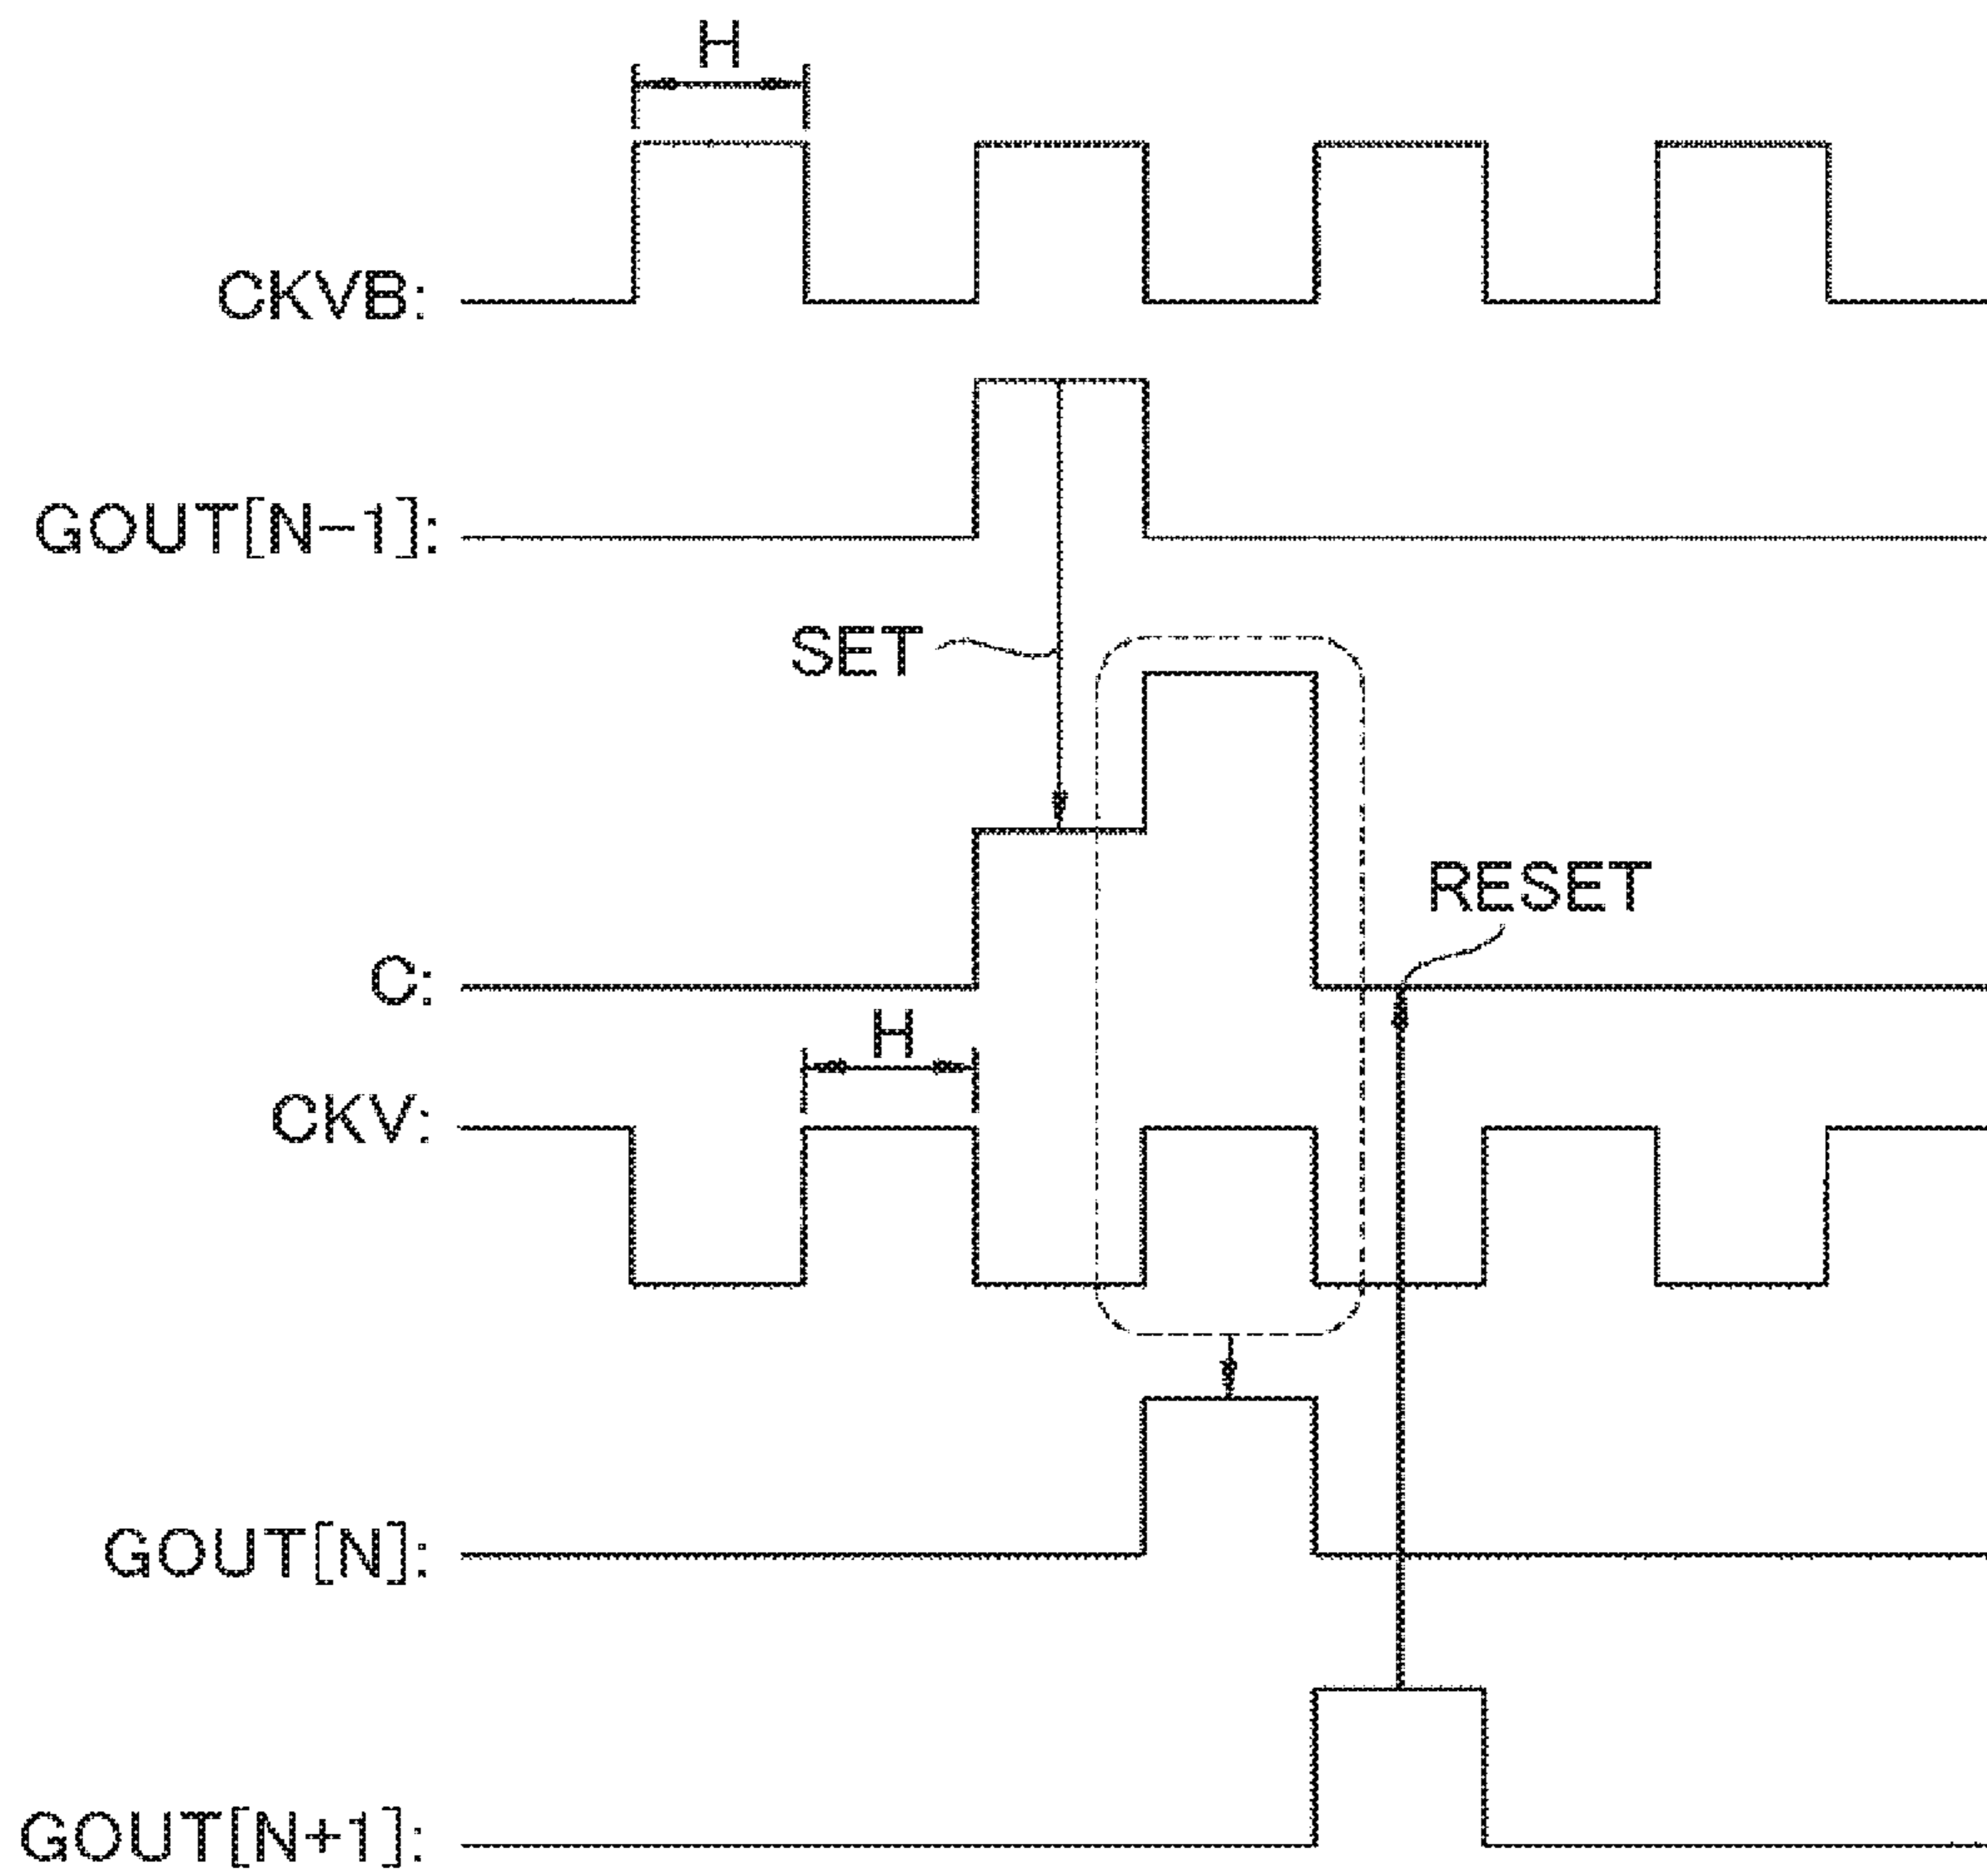 H
CKVB:
GOUT[N-1]:
SET
RESET
C:
H
CKV:
GOUT[N]:
GOUT[N+1]: